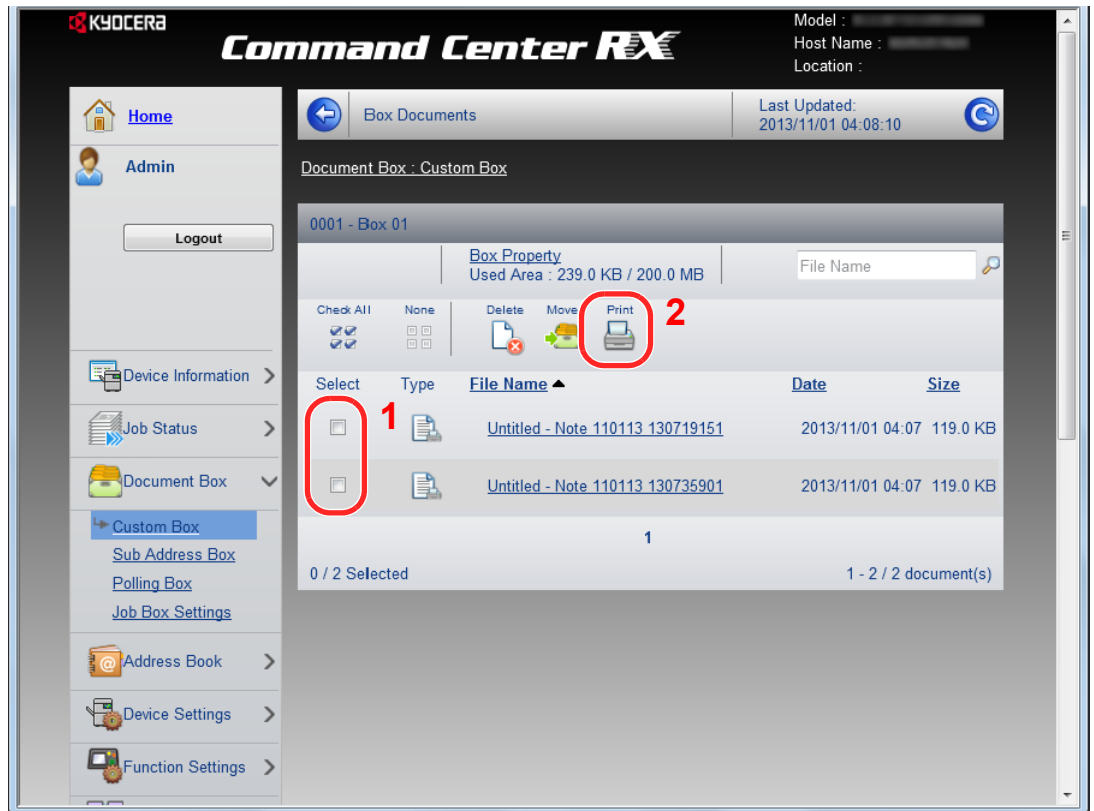 KYOCERA
Command Center RX
Model :
Host Name :
Location :
Home
Admin
Logout
Device Information
Job Status
Document Box
Custom Box
Sub Address Box
Polling Box
Job Box Settings
Address Book
Device Settings
Function Settings
Box Documents
Last Updated:
2013/11/01 04:08:10
Document Box : Custom Box
0001 - Box 01
Box Property
Used Area : 239.0 KB / 200.0 MB
File Name
Check All None Delete Move Print 2
Select Type File Name Date Size
1
Untitled - Note 110113 130719151 2013/11/01 04:07 119.0 KB
Untitled - Note 110113 130735901 2013/11/01 04:07 119.0 KB
1
0 / 2 Selected 1 - 2 / 2 document(s)